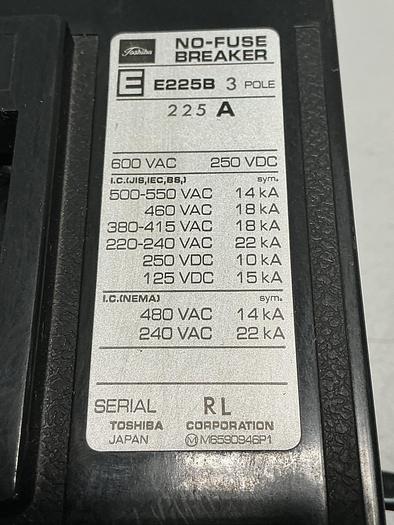 Toshiba NO-FUSE
BREAKER
E E225B 3 POLE
225 A
600 VAC 250 VDC
I.C.(JIS,IEC,BS,) sym.
500-550 VAC 14 kA
460 VAC 18 kA
380-415 VAC 18 kA
220-240 VAC 22 kA
250 VDC 10 kA
125 VDC 15 kA
I.C.(NEMA) sym.
480 VAC 14 kA
240 VAC 22 kA
SERIAL RL
TOSHIBA CORPORATION
JAPAN Ⓜ M6590946P1